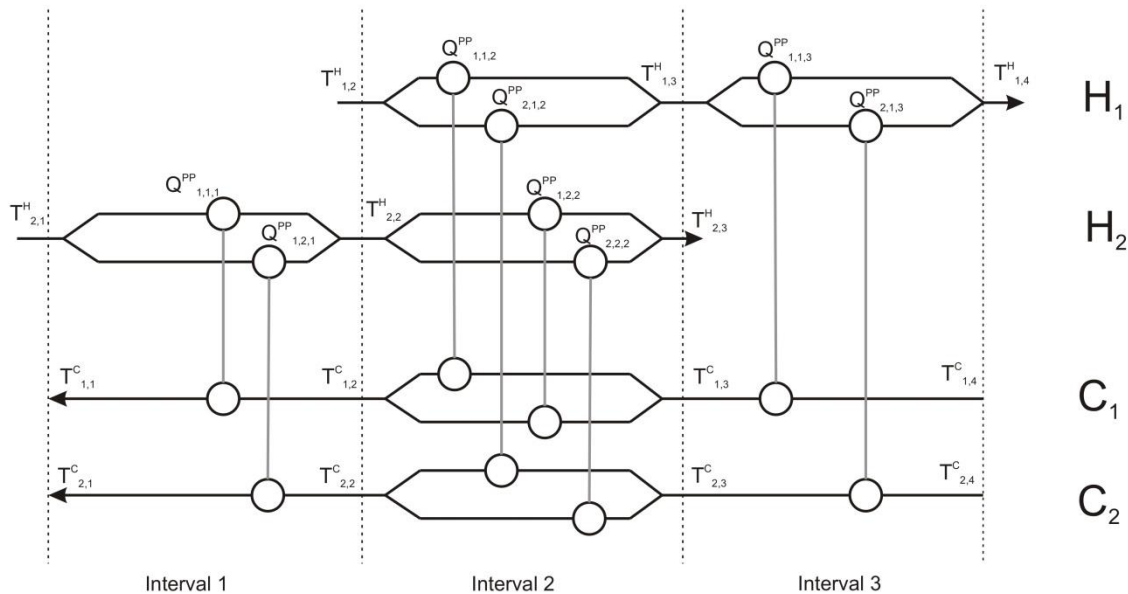 Q^PP_1,1,2
Q^PP_1,1,3
T^H_1,2
T^H_1,3
T^H_1,4
Q^PP_2,1,2
Q^PP_2,1,3
H_1
Q^PP_1,1,1
Q^PP_1,2,2
T^H_2,1
T^H_2,2
T^H_2,3
Q^PP_1,2,1
Q^PP_2,2,2
H_2
T^C_1,1
T^C_1,2
T^C_1,3
T^C_1,4
C_1
T^C_2,1
T^C_2,2
T^C_2,3
T^C_2,4
C_2
Interval 1
Interval 2
Interval 3